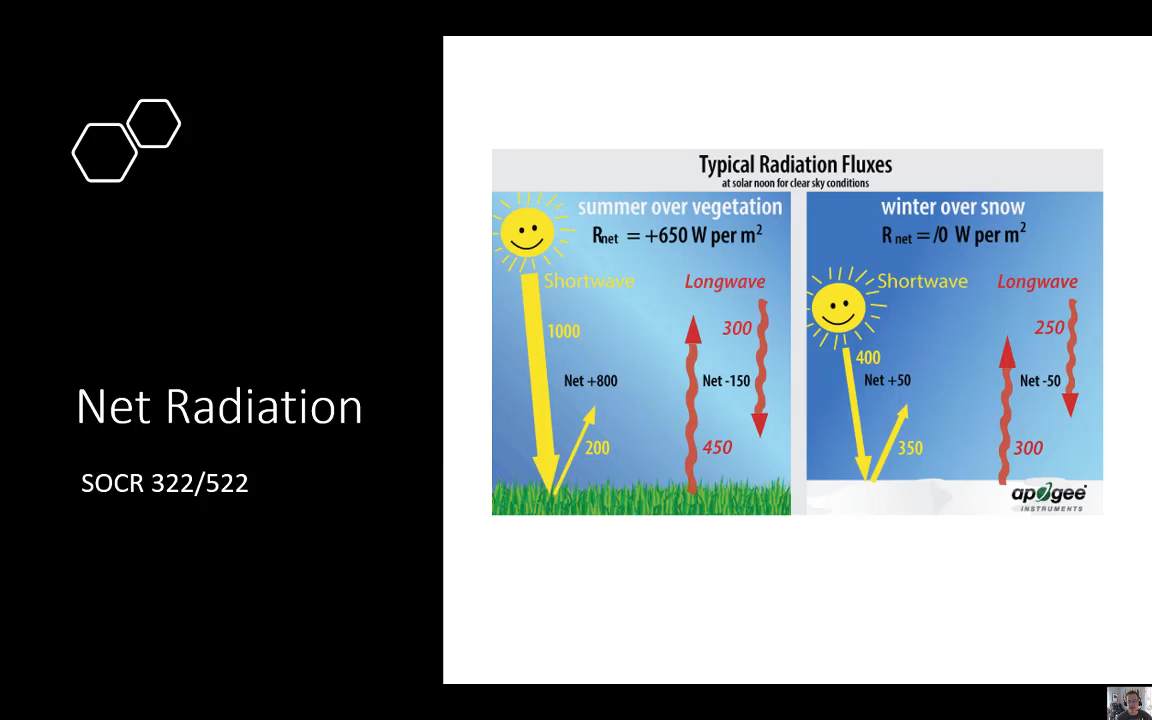 Net Radiation
SOCR 322/522
Typical Radiation Fluxes
at solar noon for clear sky conditions
summer over vegetation
Rnet = +650 W per m2
Shortwave
Longwave
1000
300
Net +800
Net -150
200
450
winter over snow
R net = /0 W per m2
Shortwave
Longwave
250
400
Net +50
Net -50
350
300
apogee
INSTRUMENTS